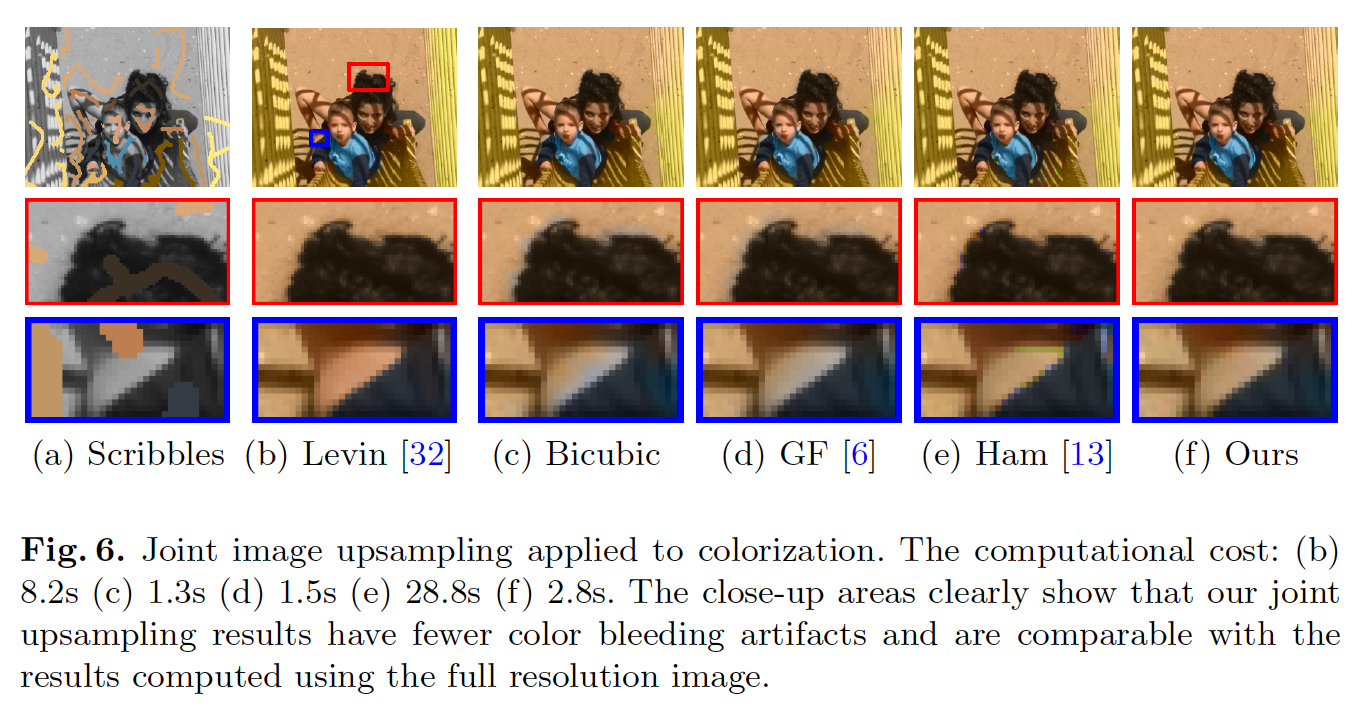 (a) Scribbles (b) Levin [32] (c) Bicubic (d) GF [6] (e) Ham [13] (f) Ours
Fig. 6. Joint image upsampling applied to colorization. The computational cost: (b)
8.2s (c) 1.3s (d) 1.5s (e) 28.8s (f) 2.8s. The close-up areas clearly show that our joint
upsampling results have fewer color bleeding artifacts and are comparable with the
results computed using the full resolution image.